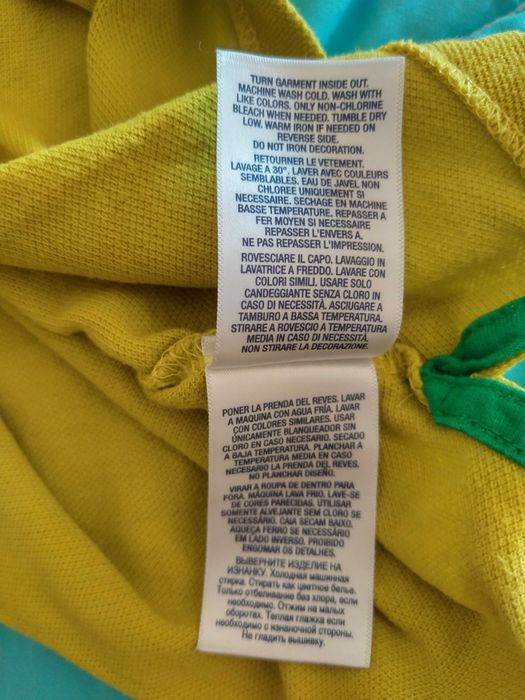 TURN GARMENT INSIDE OUT.
MACHINE WASH COLD. WASH WITH
LIKE COLORS. ONLY NON-CHLORINE
BLEACH WHEN NEEDED. TUMBLE DRY
LOW. WARM IRON IF NEEDED ON
REVERSE SIDE.
DO NOT IRON DECORATION.
RETOURNER LE VETEMENT.
LAVAGE A 30°. LAVER AVEC COULEURS
SEMBLABLES. EAU DE JAVEL NON
CHLOREE UNIQUEMENT SI
NECESSAIRE. SECHAGE EN MACHINE
BASSE TEMPERATURE. REPASSER A
FER MOYEN SI NECESSAIRE
REPASSER L'ENVERS A.
NE PAS REPASSER L'IMPRESSION.
ROVESCIARE IL CAPO. LAVAGGIO IN
LAVATRICE A FREDDO. LAVARE CON
COLORI SIMILI. USARE SOLO
CANDEGGIANTE SENZA CLORO IN
CASO DI NECESSITÀ. ASCIUGARE A
TAMBURO A BASSA TEMPERATURA.
STIRARE A ROVESCIO A TEMPERATURA
MEDIA IN CASO DI NECESSITÀ.
NON STIRARE LA DECORAZIONE.
PONER LA PRENDA DEL REVES. LAVAR
A MAQUINA CON AGUA FRÍA. LAVAR
CON COLORES SIMILARES. USAR
ÚNICAMENTE BLANQUEADOR SIN
CLORO EN CASO NECESARIO. SECADO
A BAJA TEMPERATURA. PLANCHAR A
TEMPERATURA MEDIA EN CASO
NECESARIO LA PRENDA DEL REVES.
NO PLANCHAR DISEÑO.
VIRAR A ROUPA DE DENTRO PARA
FORA. MÁQUINA LAVA FRIO. LAVE-SE
DE CORES PARECIDAS. UTILISAR
SOMENTE ALVEJANTE SEM CLORO SE
NECESSÁRIO. CAIA SECAM BAIXO.
AQUEÇA FERRO SE NECESSÁRIO
EM LADO INVERSO. PROIBIDO
ENGOMAR OS DETALHES.
ВЫВЕРНИТЕ ИЗДЕЛИЕ НА
ИЗНАНКУ. Холодная машинная
стирка. Стирать как цветное белье.
Только отбеливание без хлора, если
необходимо. Отжим на малых
оборотах. Теплая глажка если
необходимо с изнаночной стороны.
Не гладить вышивку.